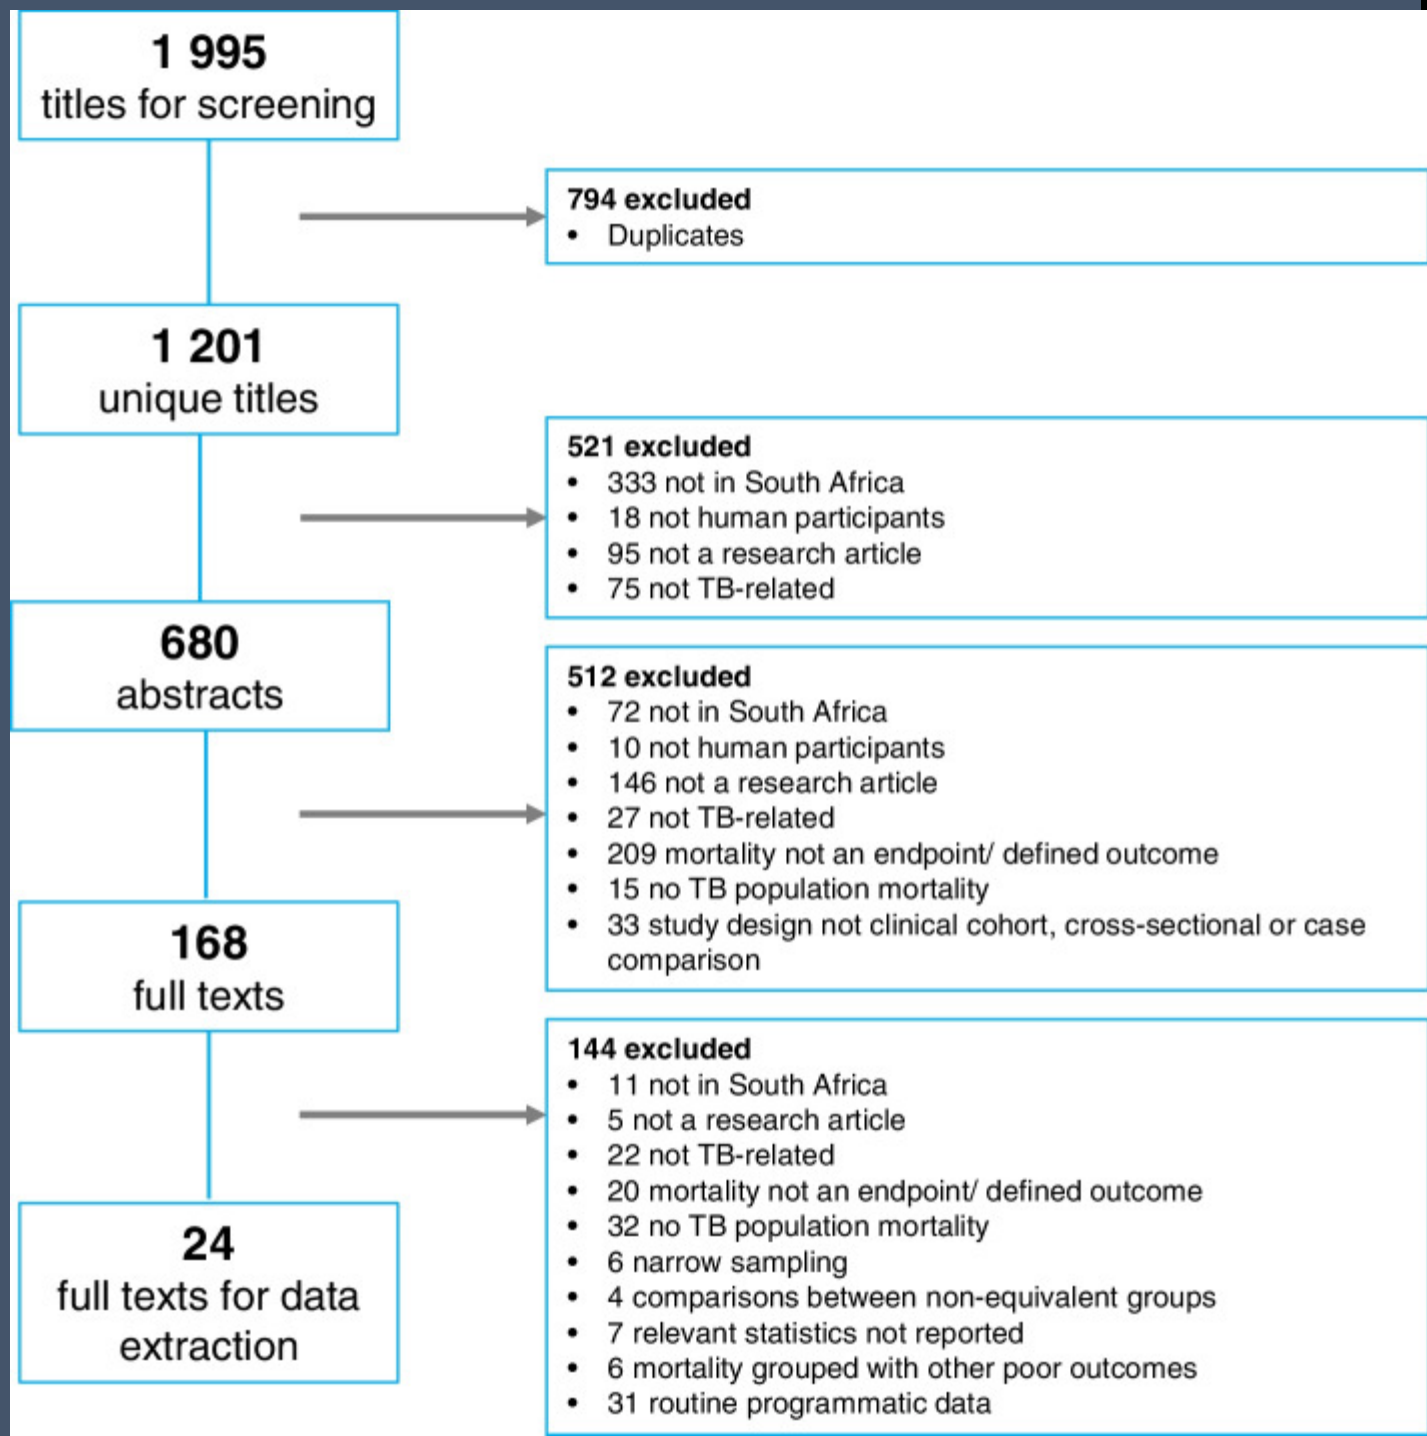 1 995
titles for screening
794 excluded
• Duplicates
1 201
unique titles
521 excluded
• 333 not in South Africa
• 18 not human participants
• 95 not a research article
• 75 not TB-related
680
abstracts
512 excluded
• 72 not in South Africa
• 10 not human participants
• 146 not a research article
• 27 not TB-related
• 209 mortality not an endpoint/ defined outcome
• 15 no TB population mortality
• 33 study design not clinical cohort, cross-sectional or case
comparison
168
full texts
144 excluded
• 11 not in South Africa
• 5 not a research article
• 22 not TB-related
• 20 mortality not an endpoint/ defined outcome
• 32 no TB population mortality
• 6 narrow sampling
• 4 comparisons between non-equivalent groups
• 7 relevant statistics not reported
• 6 mortality grouped with other poor outcomes
• 31 routine programmatic data
24
full texts for data
extraction